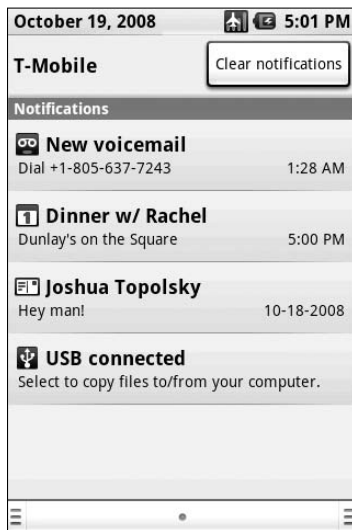 October 19, 2008 5:01 PM
T-Mobile Clear notifications
Notifications
New voicemail
Dial +1-805-637-7243 1:28 AM
1 Dinner w/ Rachel
Dunlay's on the Square 5:00 PM
Joshua Topolsky
Hey man! 10-18-2008
USB connected
Select to copy files to/from your computer.